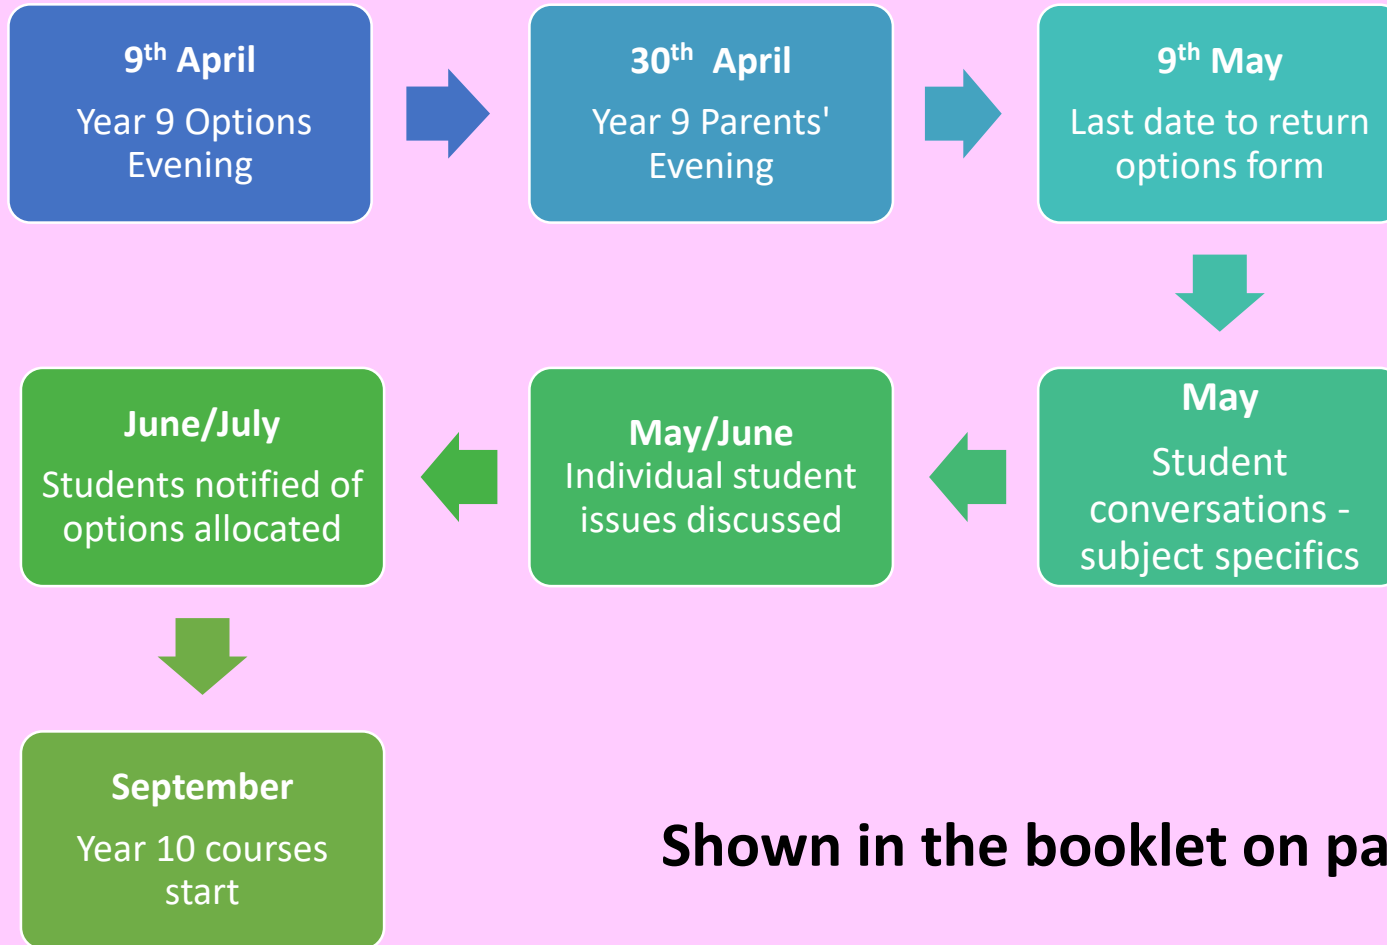 9th April
Year 9 Options
Evening
30th April
Year 9 Parents'
Evening
9th May
Last date to return
options form
May
Student
conversations -
subject specifics
May/June
Individual student
issues discussed
June/July
Students notified of
options allocated
September
Year 10 courses
start
Shown in the booklet on